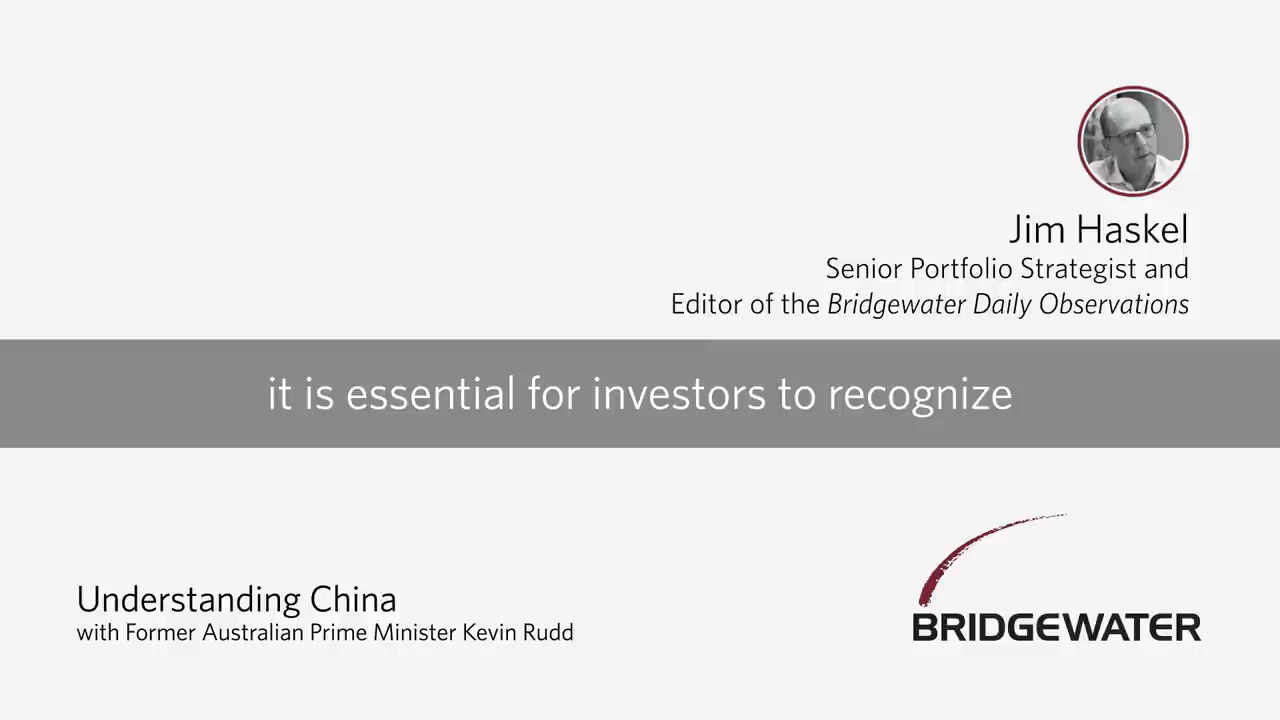 Jim Haskel
Senior Portfolio Strategist and
Editor of the Bridgewater Daily Observations
it is essential for investors to recognize
Understanding China
with Former Australian Prime Minister Kevin Rudd
BRIDGEWATER